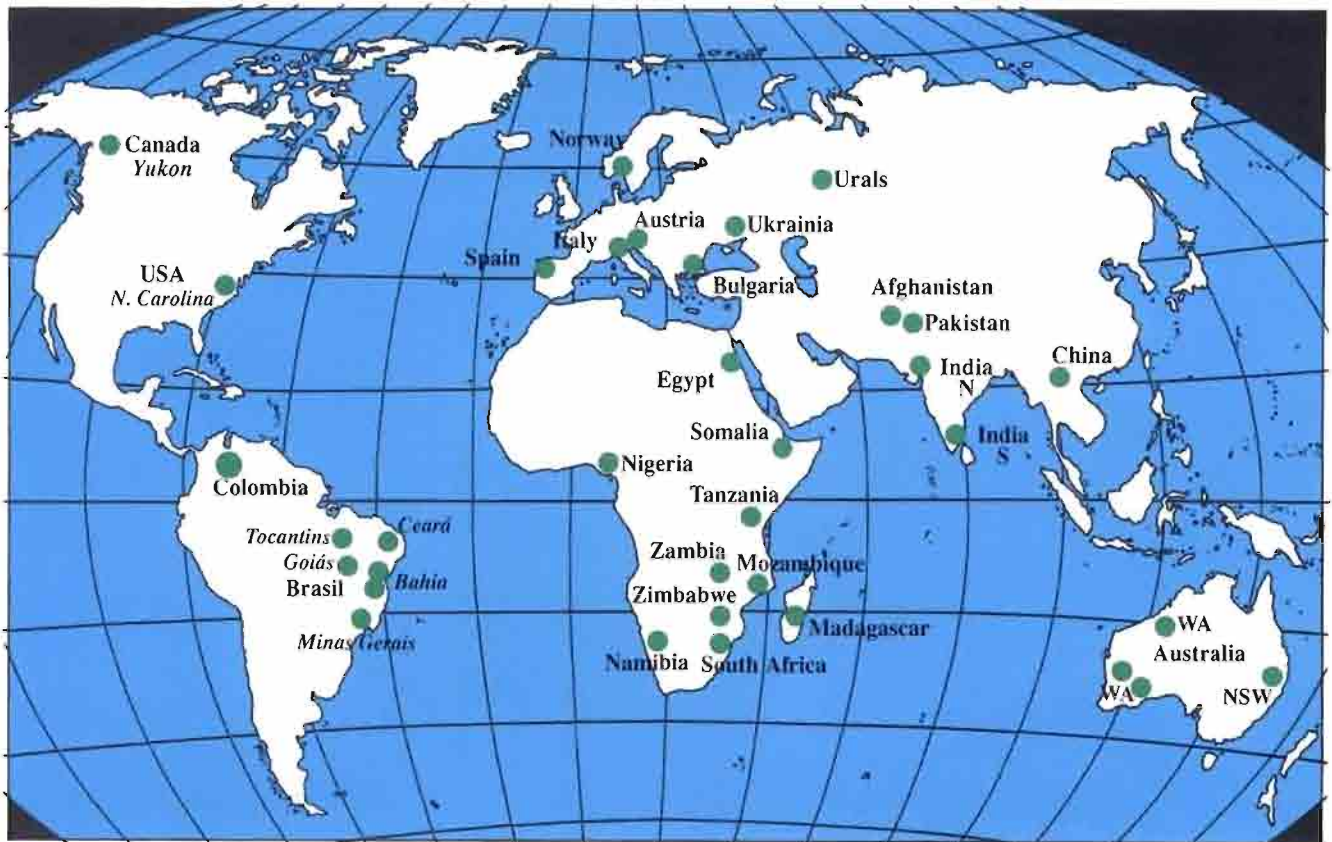 Canada
Yukon
Norway
Urals
Austria
Ukrainia
Italy
Spain
USA
N. Carolina
Bulgaria
Afghanistan
Pakistan
China
India
N
Egypt
Somalia
India
S
Nigeria
Colombia
Tanzania
Tocantins
Ceará
Goiás
Zambia
Mozambique
Brasil
Bahia
Zimbabwe
Minas Gerais
Madagascar
WA
Australia
Namibia
South Africa
WA
NSW